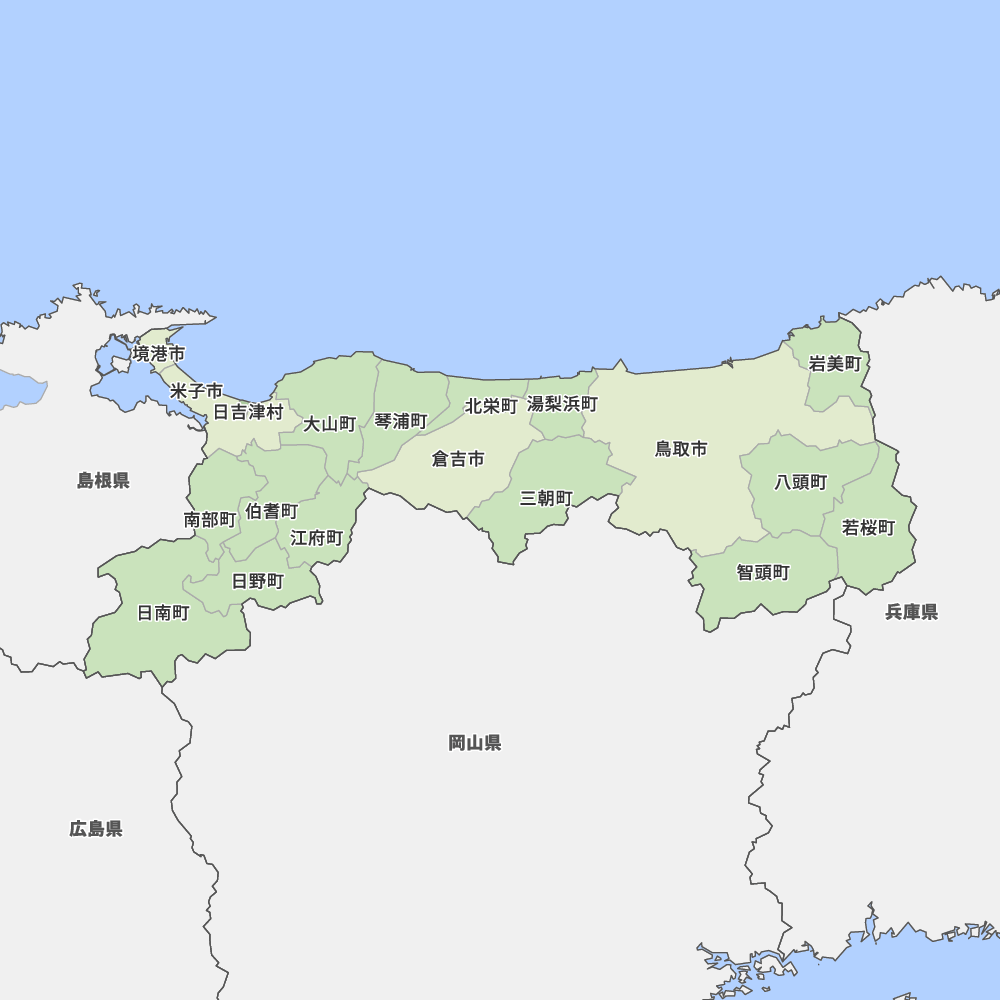 境港市
岩美町
米子市
湯梨浜町
北栄町
日吉津村
琴浦町
大山町
鳥取市
倉吉市
島根県
八頭町
三朝町
伯耆町
南部町
若桜町
江府町
智頭町
日野町
兵庫県
日南町
岡山県
広島県